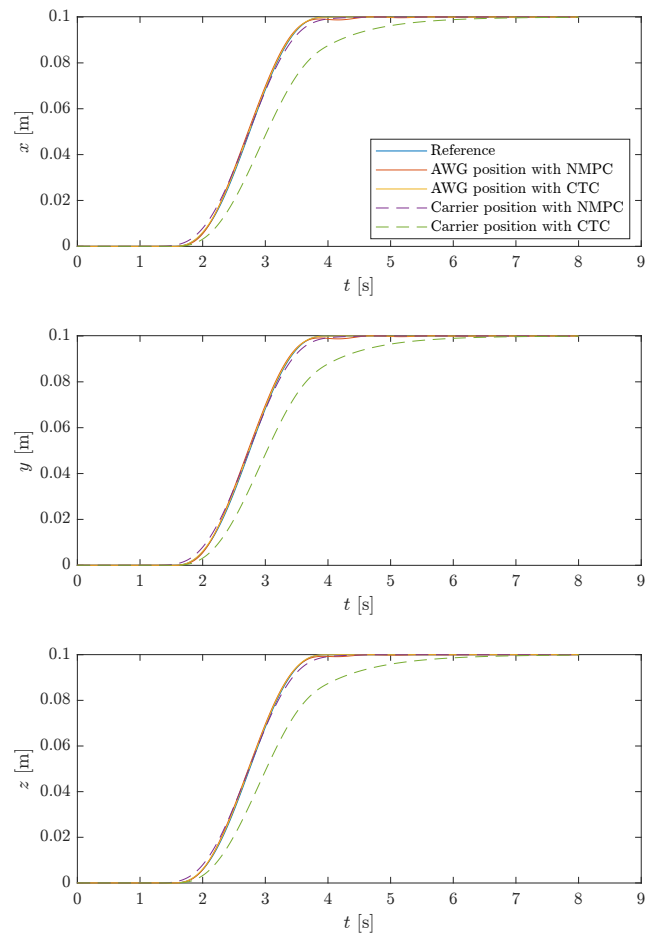 0.1
0.08
0.06
0.04
0.02
0
x [m]
Reference
AWG position with NMPC
AWG position with CTC
Carrier position with NMPC
Carrier position with CTC
0 1 2 3 4 5 6 7 8 9
t [s]
0.1
0.08
0.06
0.04
0.02
0
y [m]
0 1 2 3 4 5 6 7 8 9
t [s]
0.1
0.08
0.06
0.04
0.02
0
z [m]
0 1 2 3 4 5 6 7 8 9
t [s]